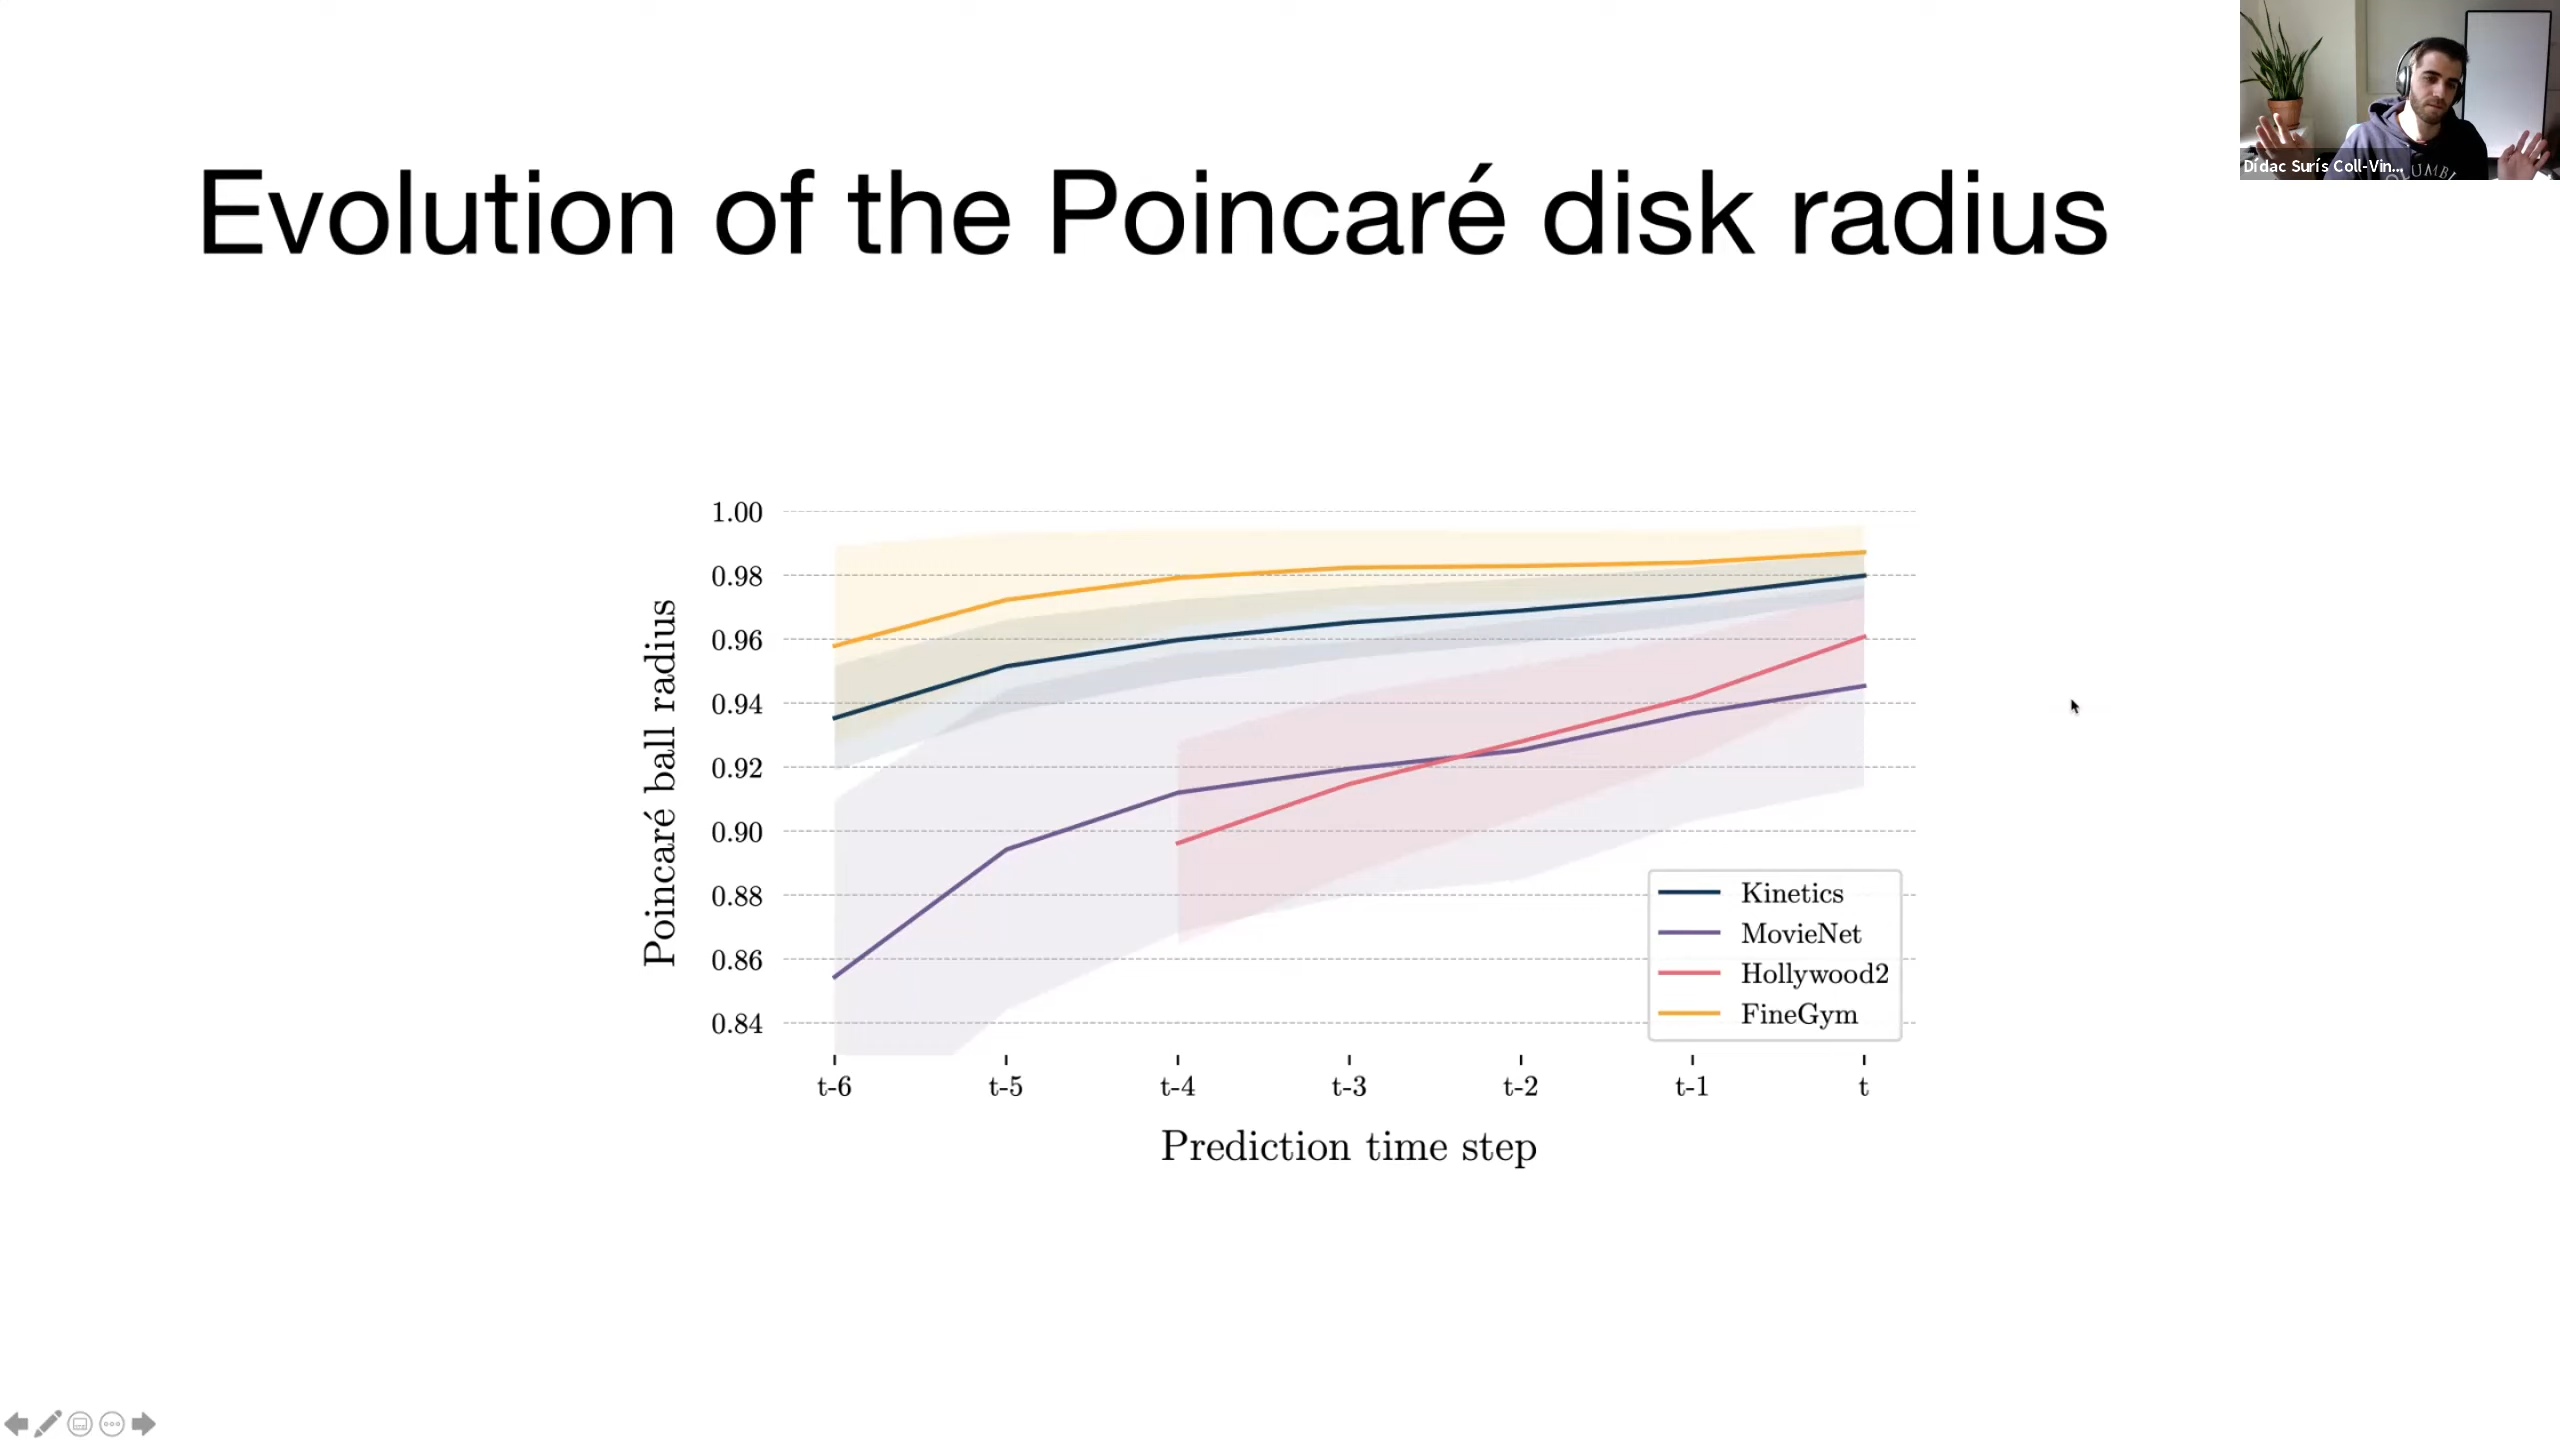 Evolution of the Poincaré disk radius
Dídac Surís Coll-Vin...
1.00
0.98
0.96
0.94
0.92
0.90
0.88
0.86
0.84
Poincaré ball radius
Kinetics
MovieNet
Hollywood2
FineGym
t-6 t-5 t-4 t-3 t-2 t-1 t
Prediction time step